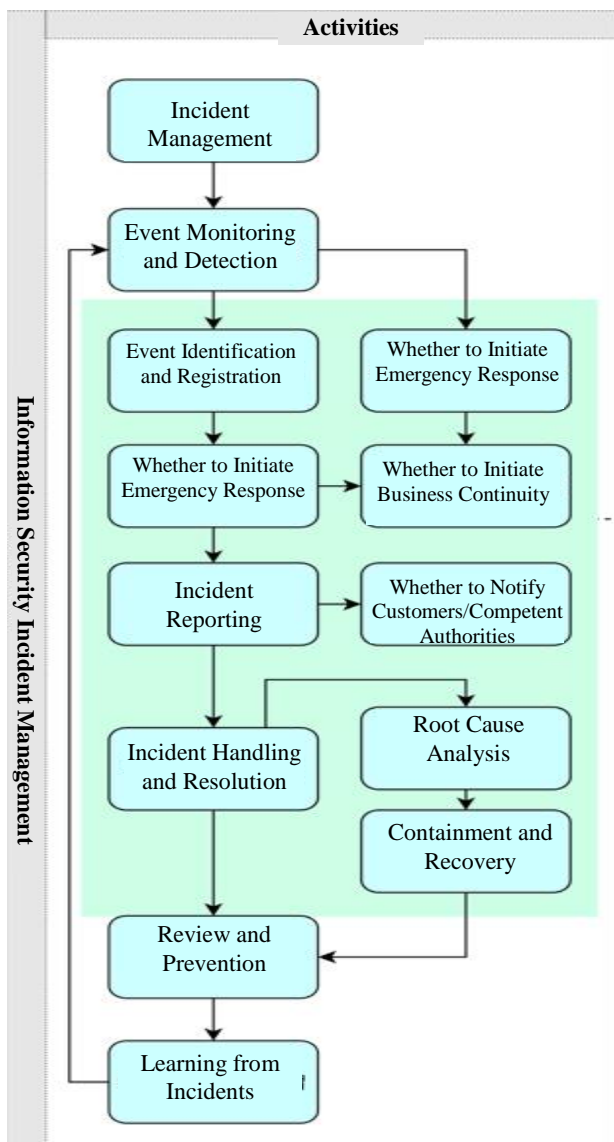 Activities
Information Security Incident Management
Incident
Management
Event Monitoring
and Detection
Event Identification
and Registration
Whether to Initiate
Emergency Response
Whether to Initiate
Emergency Response
Whether to Initiate
Business Continuity
Incident
Reporting
Whether to Notify
Customers/Competent
Authorities
Incident Handling
and Resolution
Root Cause
Analysis
Containment and
Recovery
Review and
Prevention
Learning from
Incidents